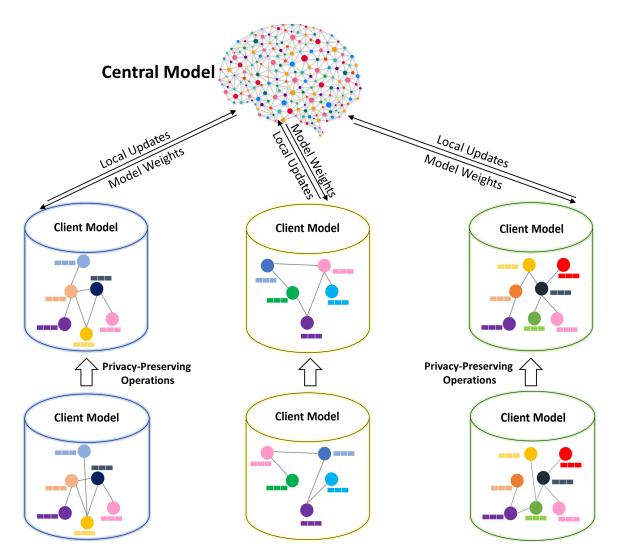 Central Model
Local Updates
Model Weights
Model Weights
Local Updates
Local Updates
Model Weights
Client Model
Client Model
Client Model
Privacy-Preserving
Operations
Privacy-Preserving
Operations
Client Model
Client Model
Client Model